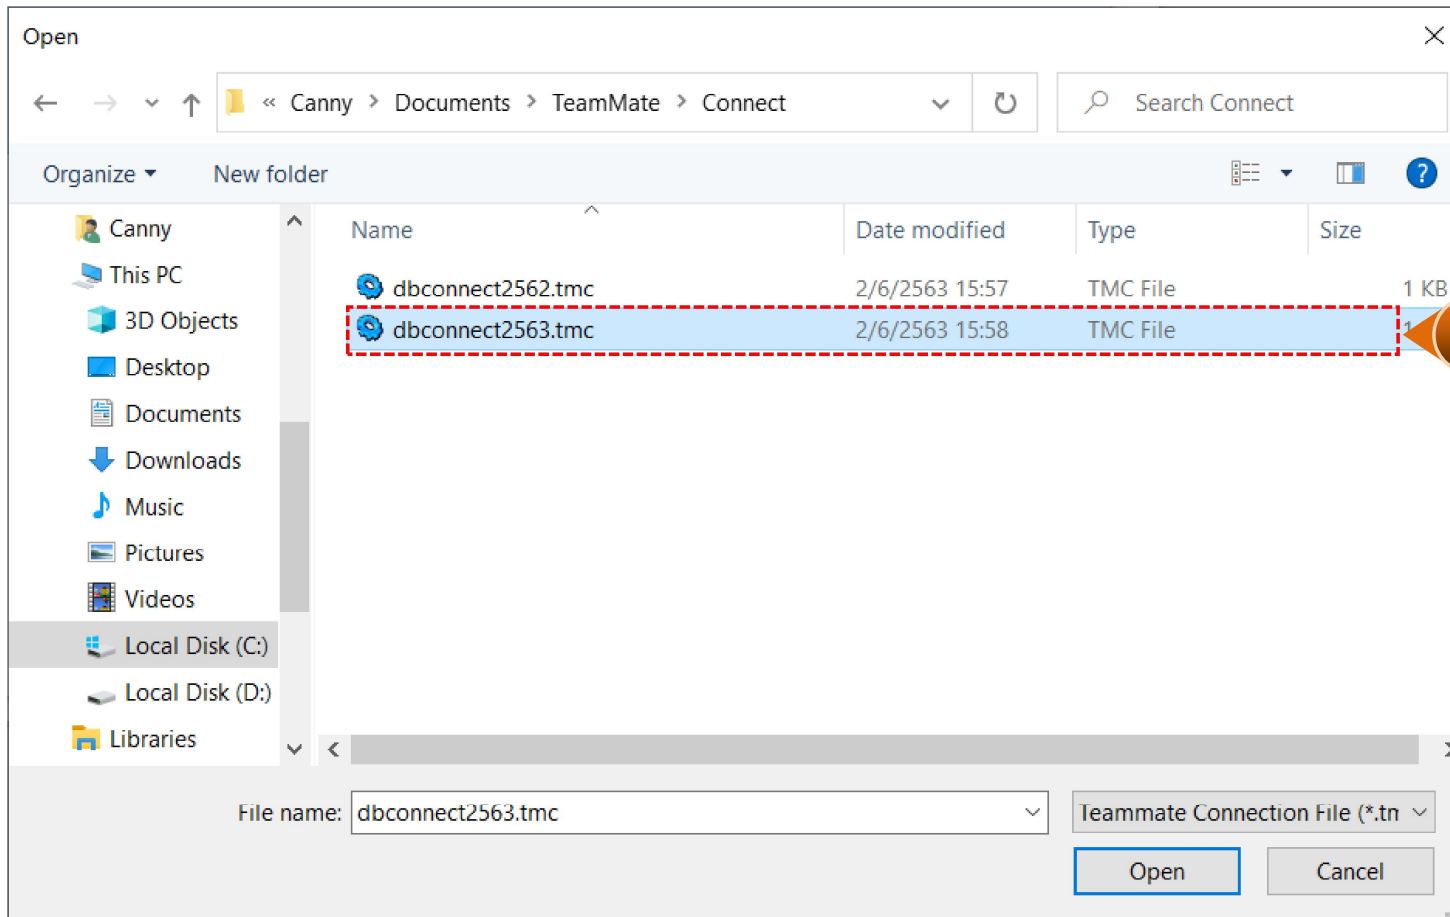 Open
« Canny > Documents > TeamMate > Connect
Search Connect
Organize
New folder
?
Name Date modified Type Size
dbconnect2562.tmc 2/6/2563 15:57 TMC File 1 KB
dbconnect2563.tmc 2/6/2563 15:58 TMC File 1
Canny
This PC
3D Objects
Desktop
Documents
Downloads
Music
Pictures
Videos
Local Disk (C:)
Local Disk (D:)
Libraries
File name: dbconnect2563.tmc
Teammate Connection File (*.tm
Open
Cancel